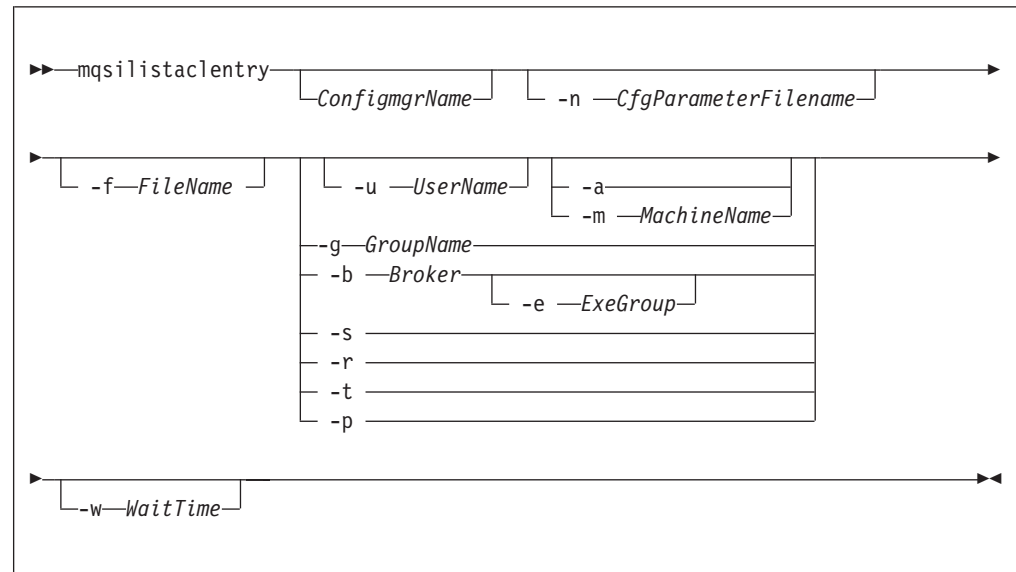 mqsilistaclentry ConfigmgrName -n CfgParameterFilename
-f FileName -u UserName -a
-m MachineName
-g GroupName
-b Broker -e ExeGroup
-s
-r
-t
-p
-w WaitTime